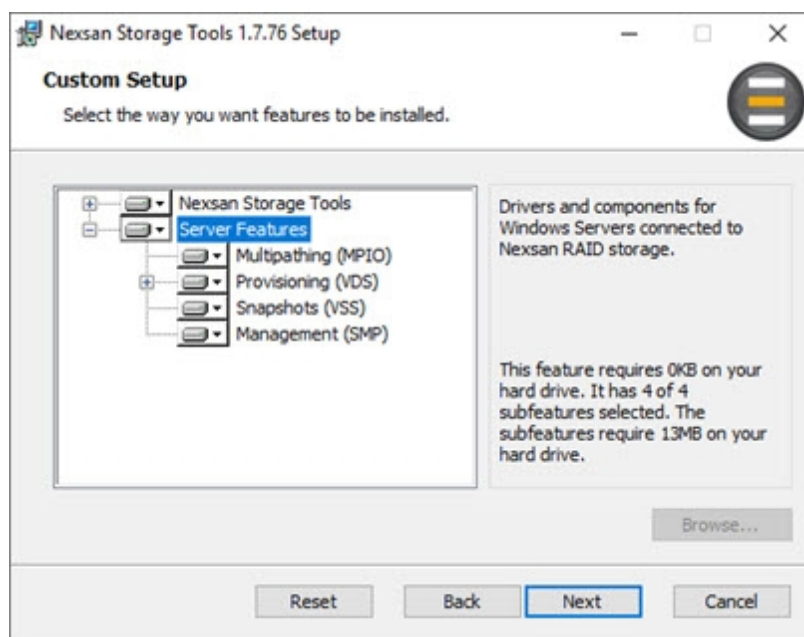 Nexsan Storage Tools 1.7.76 Setup
Custom Setup
Select the way you want features to be installed.
Nexsan Storage Tools
Server Features
Multipathing (MPIO)
Provisioning (VDS)
Snapshots (VSS)
Management (SMP)
Drivers and components for
Windows Servers connected to
Nexsan RAID storage.
This feature requires 0KB on your
hard drive. It has 4 of 4
subfeatures selected. The
subfeatures require 13MB on your
hard drive.
Browse...
Reset
Back
Next
Cancel